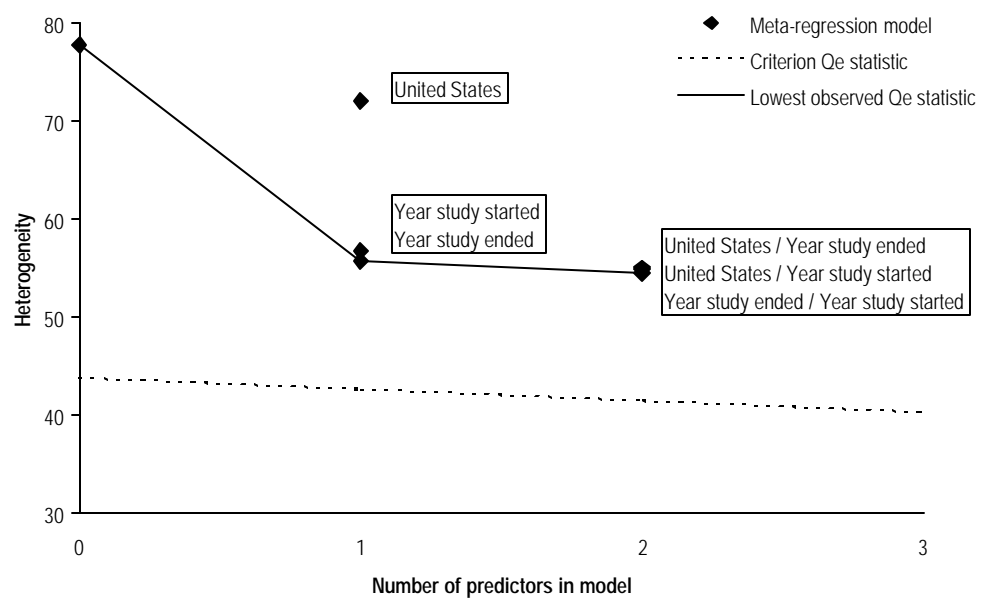 80
70
60
50
40
30
0
1
2
3
Heterogeneity
Number of predictors in model
Meta-regression model
Criterion Qe statistic
Lowest observed Qe statistic
United States
Year study started
Year study ended
United States / Year study ended
United States / Year study started
Year study ended / Year study started